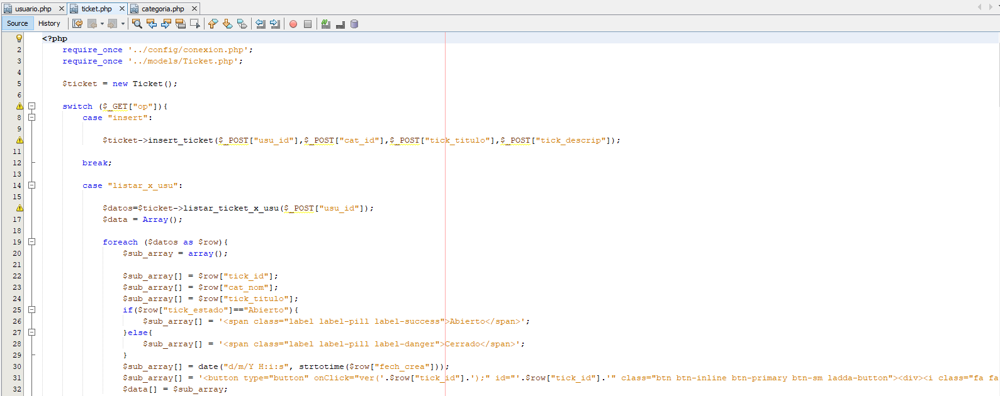 usuario.php ticket.php categoria.php
Source History
<?php
2 require_once '../config/conexion.php';
3 require_once '../models/Ticket.php';
4
5 $ticket = new Ticket();
6
switch ($_GET["op"]){
8 case "insert":
9
$ticket->insert_ticket($_POST["usu_id"],$_POST["cat_id"],$_POST["tick_titulo"],$_POST["tick_descrip"]);
11
12 break;
13
14 case "listar_x_usu":
15
$datos=$ticket->listar_ticket_x_usu($_POST["usu_id"]);
17 $data = Array();
18
19 foreach ($datos as $row){
20 $sub_array = array();
21
22 $sub_array[] = $row["tick_id"];
23 $sub_array[] = $row["cat_nom"];
24 $sub_array[] = $row["tick_titulo"];
25 if($row["tick_estado"]=="Abierto"){
26 $sub_array[] = '<span class="label label-pill label-success">Abierto</span>';
27 }else{
28 $sub_array[] = '<span class="label label-pill label-danger">Cerrado</span>';
29 }
30 $sub_array[] = date("d/m/Y H:i:s", strtotime($row["fech_crea"]));
31 $sub_array[] = '<button type="button" onClick="ver('.$row["tick_id"].');" id="'.$row["tick_id"].'" class="btn btn-inline btn-primary btn-sm ladda-button"><div><i class="fa fa
32 $data[] = $sub_array;